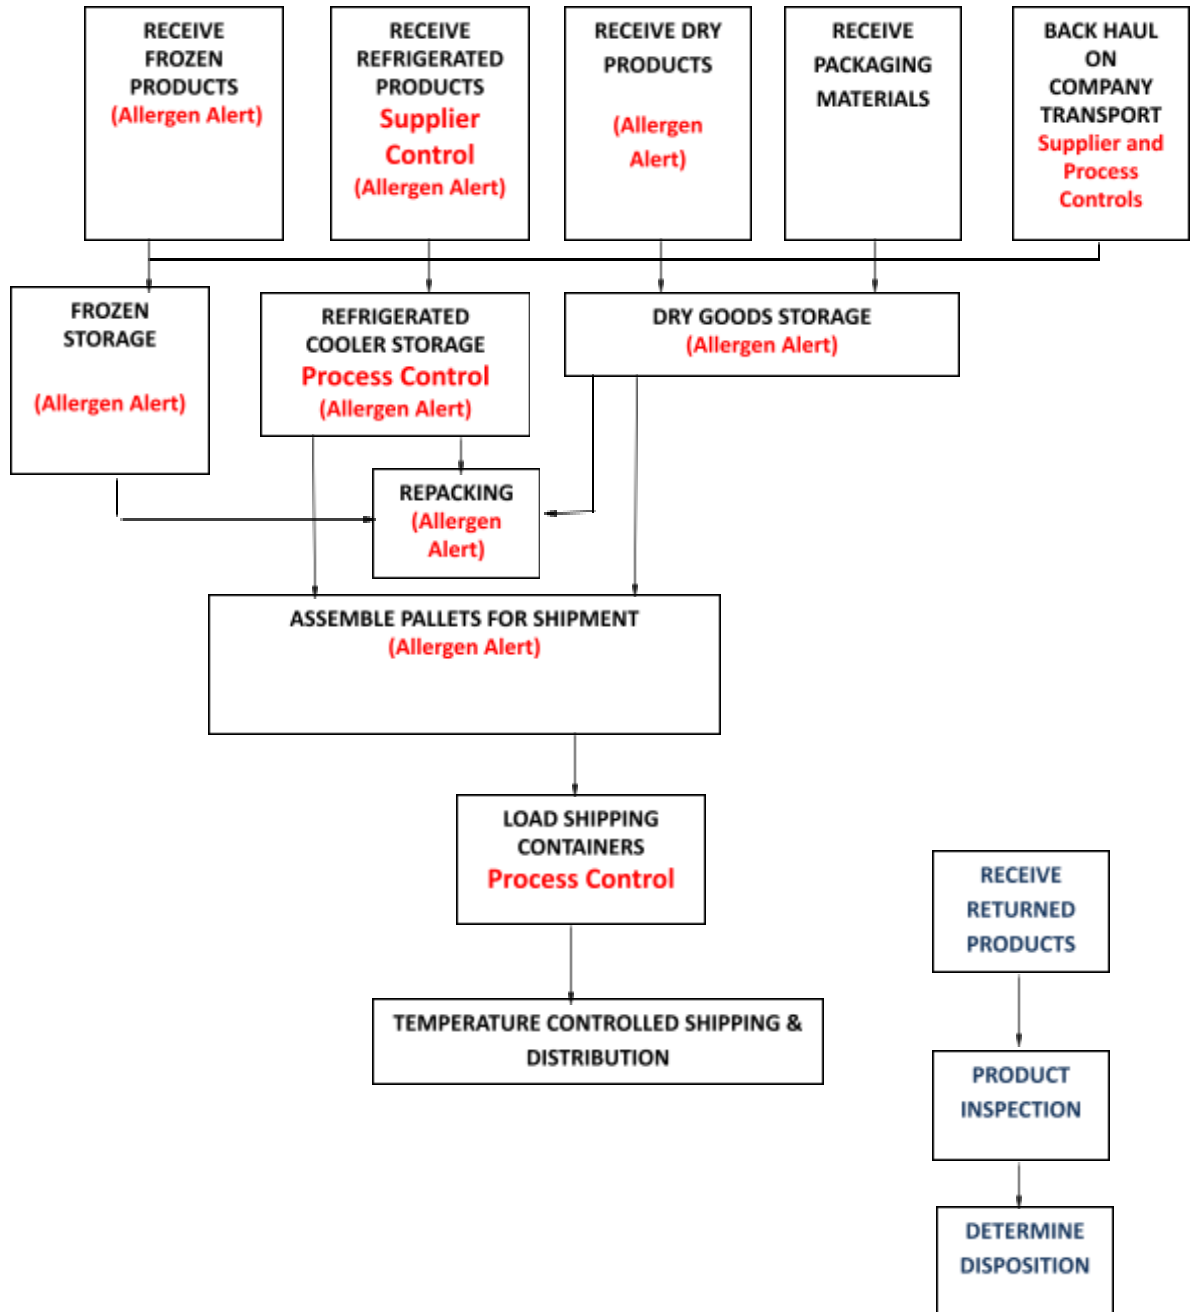 RECEIVE
FROZEN
PRODUCTS
(Allergen Alert)
RECEIVE
REFRIGERATED
PRODUCTS
Supplier
Control
(Allergen Alert)
RECEIVE DRY
PRODUCTS
(Allergen
Alert)
RECEIVE
PACKAGING
MATERIALS
BACK HAUL
ON
COMPANY
TRANSPORT
Supplier and
Process
Controls
FROZEN
STORAGE
(Allergen Alert)
REFRIGERATED
COOLER STORAGE
Process Control
(Allergen Alert)
DRY GOODS STORAGE
(Allergen Alert)
REPACKING
(Allergen
Alert)
ASSEMBLE PALLETS FOR SHIPMENT
(Allergen Alert)
LOAD SHIPPING
CONTAINERS
Process Control
TEMPERATURE CONTROLLED SHIPPING &
DISTRIBUTION
RECEIVE
RETURNED
PRODUCTS
PRODUCT
INSPECTION
DETERMINE
DISPOSITION